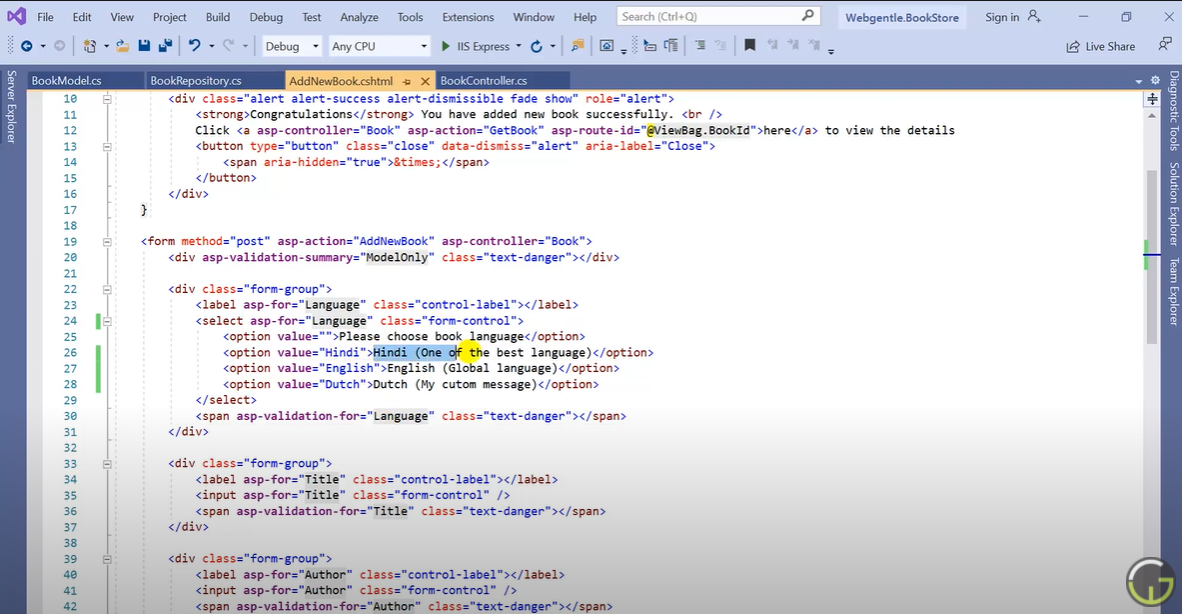 File Edit View Project Build Debug Test Analyze Tools Extensions Window Help Search (Ctrl+Q) Webgentle.BookStore Sign in
Debug Any CPU IIS Express Live Share
BookModel.cs BookRepository.cs AddNewBook.cshtml BookController.cs
Server Explorer
Diagnostic Tools
Solution Explorer
Team Explorer
10 <div class="alert alert-success alert-dismissible fade show" role="alert">
11 <strong>Congratulations</strong> You have added new book successfully. <br />
12 Click <a asp-controller="Book" asp-action="GetBook" asp-route-id="@ViewBag.BookId">here</a> to view the details
13 <button type="button" class="close" data-dismiss="alert" aria-label="Close">
14 <span aria-hidden="true">&times;</span>
15 </button>
16 </div>
17 }
18
19 <form method="post" asp-action="AddNewBook" asp-controller="Book">
20 <div asp-validation-summary="ModelOnly" class="text-danger"></div>
21
22 <div class="form-group">
23 <label asp-for="Language" class="control-label"></label>
24 <select asp-for="Language" class="form-control">
25 <option value="">Please choose book language</option>
26 <option value="Hindi">Hindi (One of the best language)</option>
27 <option value="English">English (Global language)</option>
28 <option value="Dutch">Dutch (My cutom message)</option>
29 </select>
30 <span asp-validation-for="Language" class="text-danger"></span>
31 </div>
32
33 <div class="form-group">
34 <label asp-for="Title" class="control-label"></label>
35 <input asp-for="Title" class="form-control" />
36 <span asp-validation-for="Title" class="text-danger"></span>
37 </div>
38
39 <div class="form-group">
40 <label asp-for="Author" class="control-label"></label>
41 <input asp-for="Author" class="form-control" />
42 <span asp-validation-for="Author" class="text-danger"></span>